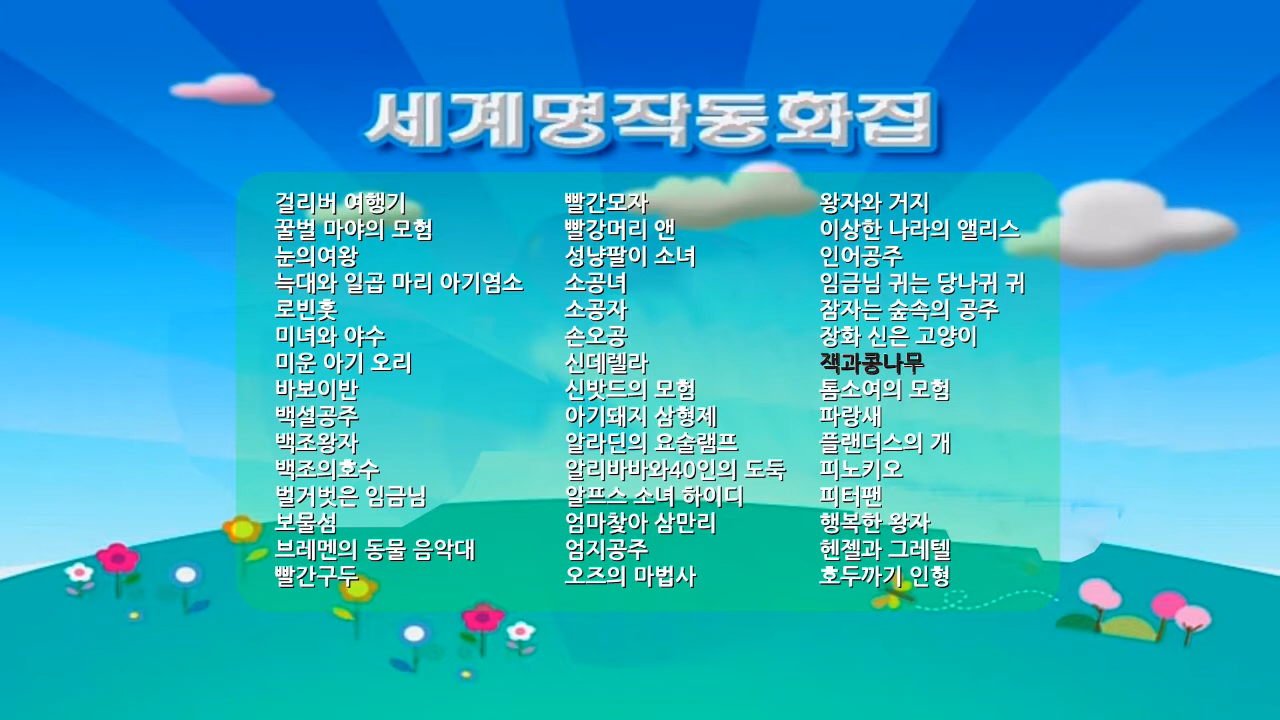 세계명작동화집
걸리버 여행기
꿀벌 마야의 모험
눈의여왕
늑대와 일곱 마리 아기염소
로빈훗
미녀와 야수
미운 아기 오리
바보이반
백설공주
백조왕자
백조의호수
벌거벗은 임금님
보물섬
브레멘의 동물 음악대
빨간구두
빨간모자
빨강머리 앤
성냥팔이 소녀
소공녀
소공자
손오공
신데렐라
신밧드의 모험
아기돼지 삼형제
알라딘의 요술램프
알리바바와40인의 도둑
알프스 소녀 하이디
엄마찾아 삼만리
엄지공주
오즈의 마법사
왕자와 거지
이상한 나라의 앨리스
인어공주
임금님 귀는 당나귀 귀
잠자는 숲속의 공주
장화 신은 고양이
잭과콩나무
톰소여의 모험
파랑새
플랜더스의 개
피노키오
피터팬
행복한 왕자
헨젤과 그레텔
호두까기 인형